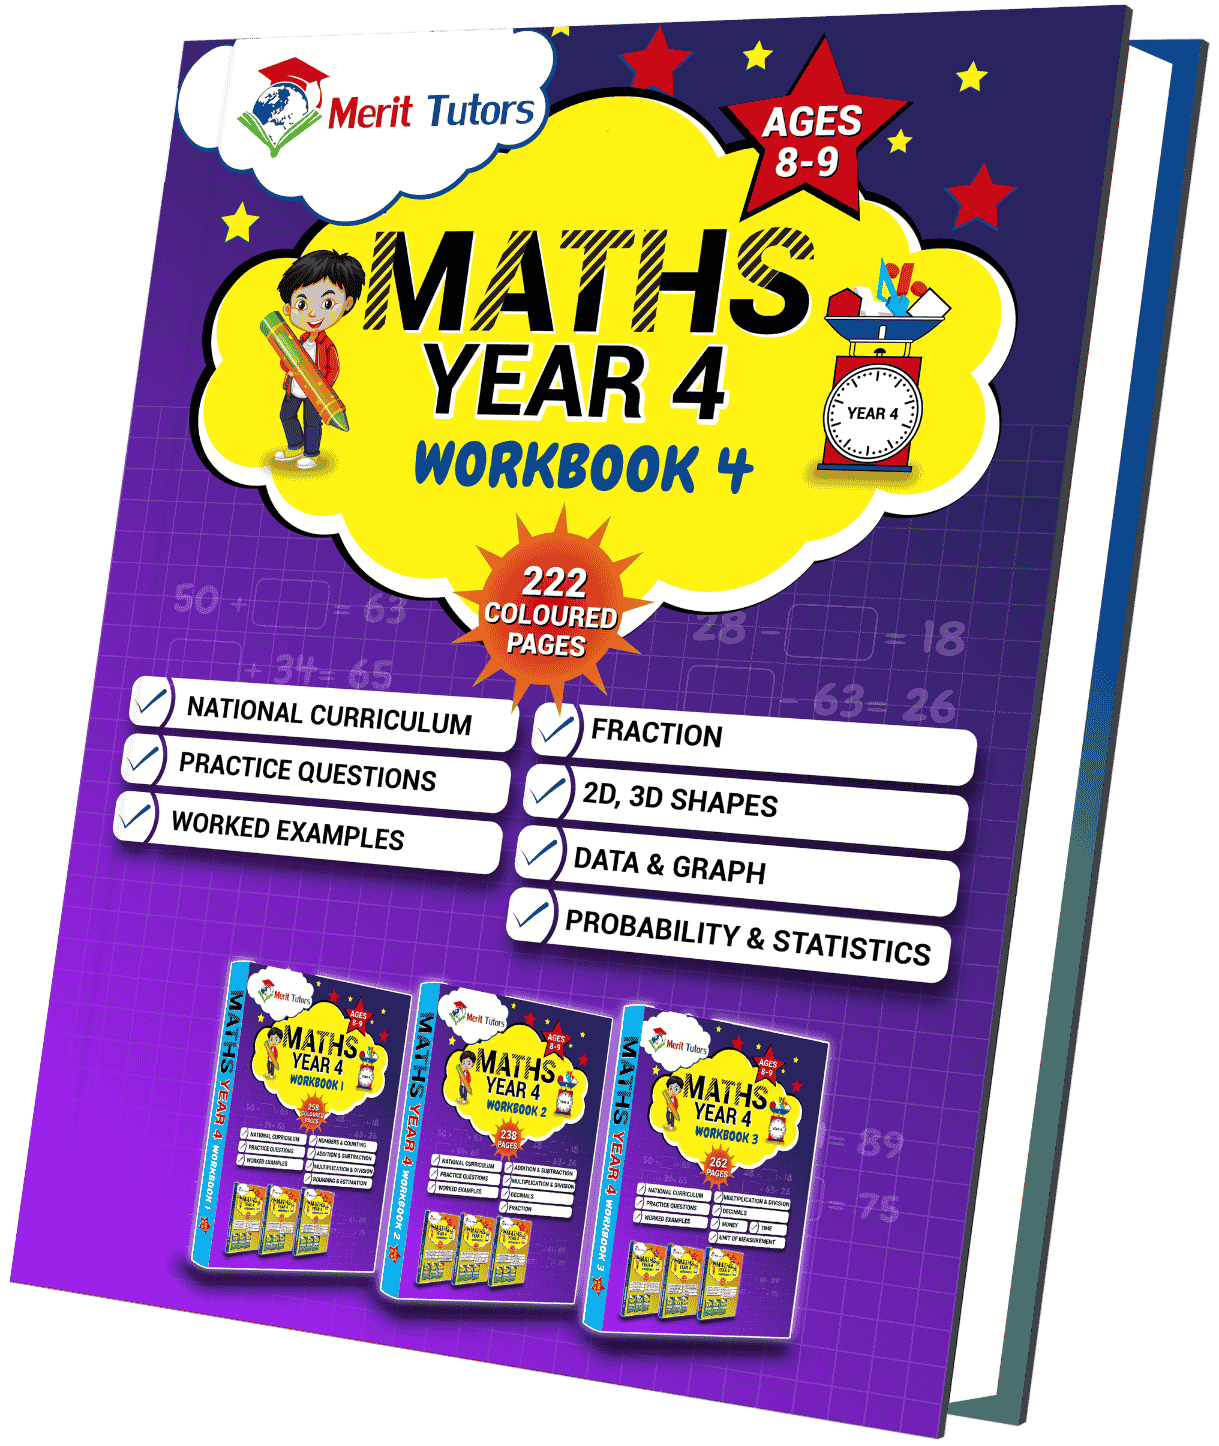 Merit Tutors
AGES
8-9
MATHS
YEAR 4
WORKBOOK 4
YEAR 4
222
COLOURED
PAGES
50 + = 63
+ 34= 65
28 - = 18
- 63= 26
NATIONAL CURRICULUM
PRACTICE QUESTIONS
WORKED EXAMPLES
FRACTION
2D, 3D SHAPES
DATA & GRAPH
PROBABILITY & STATISTICS
= 89
= 75
MATHS YEAR 4 WORKBOOK 1
Merit Tutors
AGES
8-9
MATHS
YEAR 4
WORKBOOK 1
258
COLOURED
PAGES
NATIONAL CURRICULUM
PRACTICE QUESTIONS
WORKED EXAMPLES
NUMBERS & COUNTING
ADDITION & SUBTRACTION
MULTIPLICATION & DIVISION
ROUNDING & ESTIMATION
MATHS YEAR 4 WORKBOOK 2
Merit Tutors
AGES
8-9
MATHS
YEAR 4
WORKBOOK 2
238
PAGES
NATIONAL CURRICULUM
PRACTICE QUESTIONS
WORKED EXAMPLES
ADDITION & SUBTRACTION
MULTIPLICATION & DIVISION
DECIMALS
FRACTION
MATHS YEAR 4 WORKBOOK 3
Merit Tutors
AGES
8-9
MATHS
YEAR 4
WORKBOOK 3
262
PAGES
NATIONAL CURRICULUM
PRACTICE QUESTIONS
WORKED EXAMPLES
MULTIPLICATION & DIVISION
DECIMALS
MONEY
TIME
UNIT OF MEASUREMENT